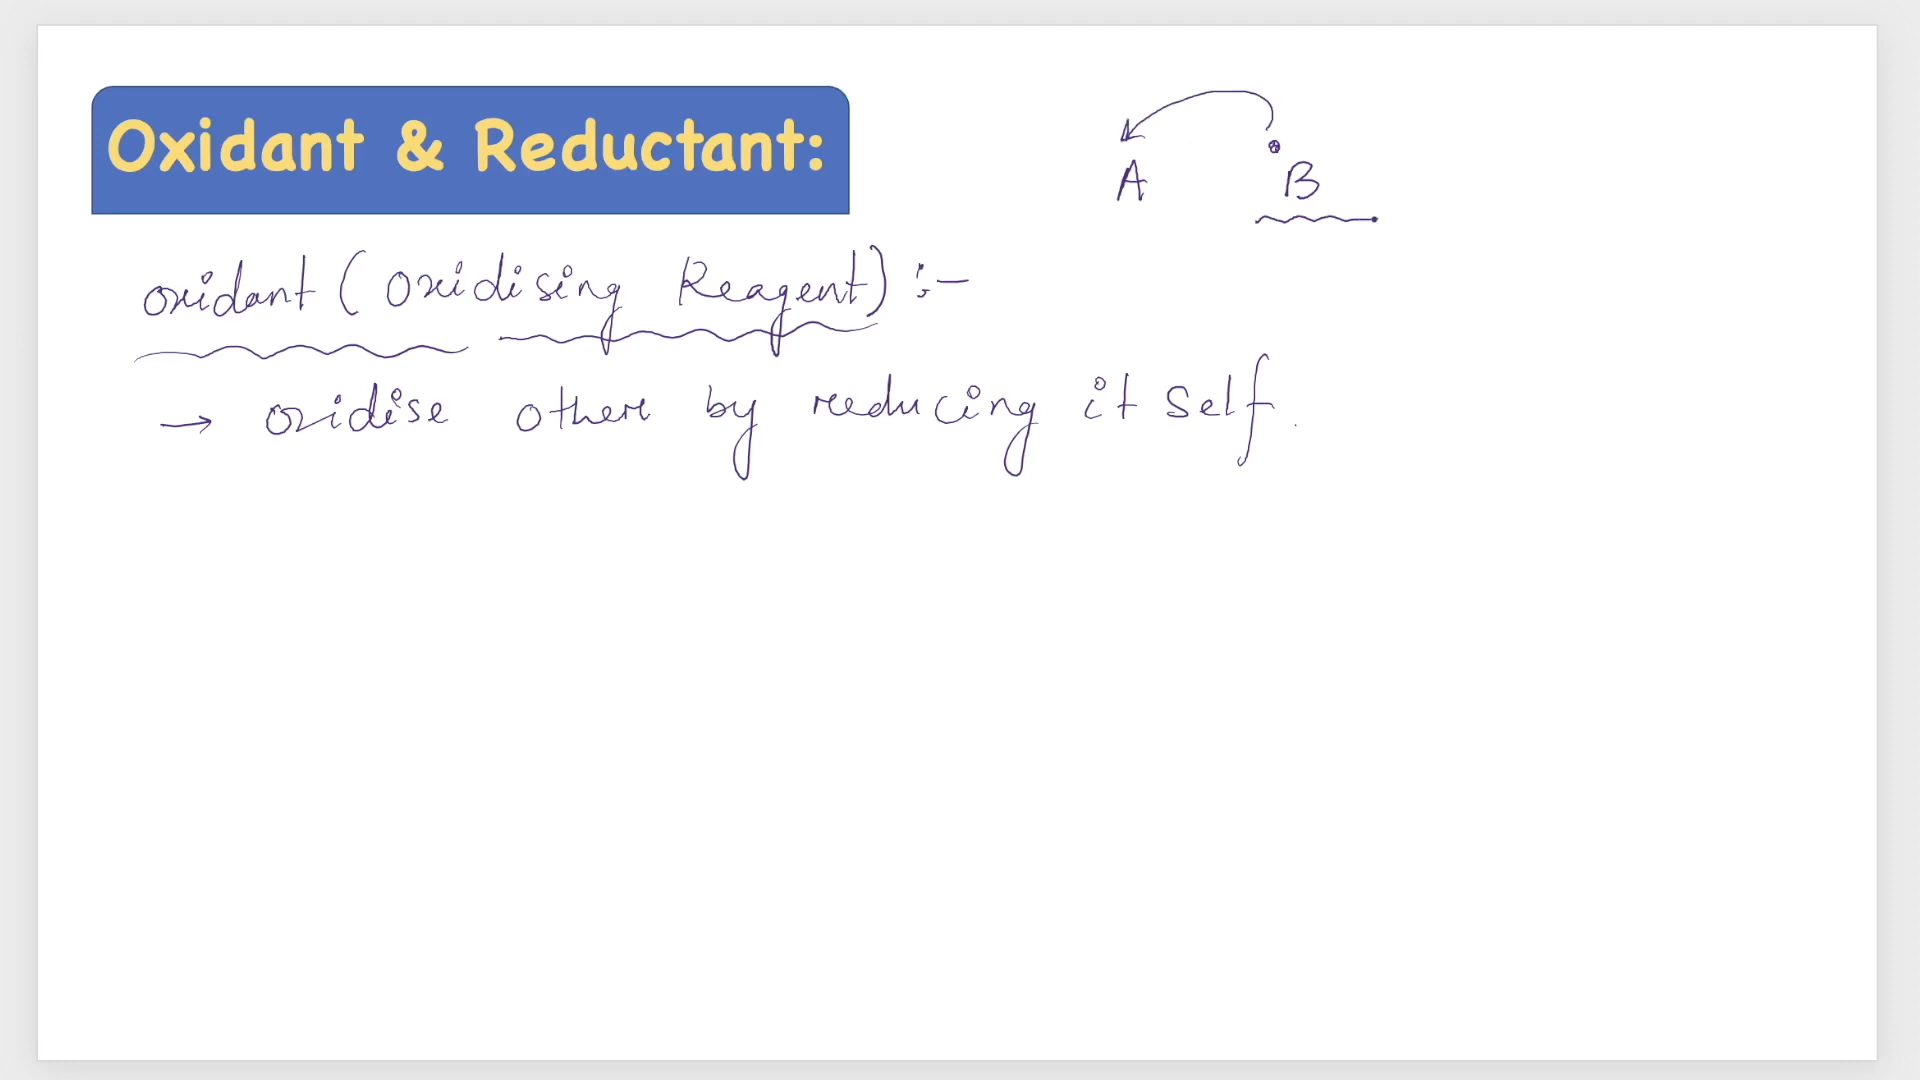 Oxidant & Reductant:
A B
oxidant (Oxidising Reagent) :-
→ oxidise other by reducing it self.